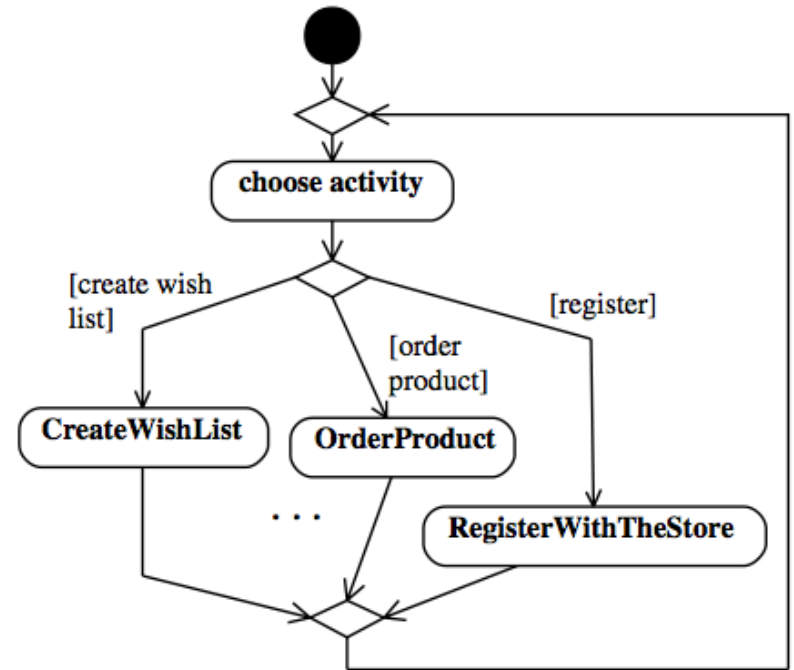 choose activity
[create wish
list]
[register]
[order
product]
CreateWishList
OrderProduct
. . .
RegisterWithTheStore